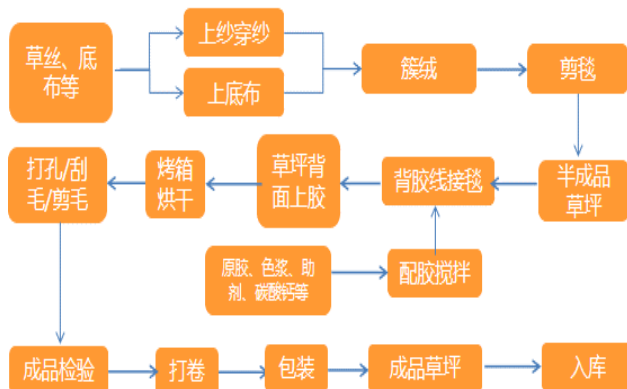 草丝、底
布等
上纱穿纱
上底布
簇绒
剪毯
半成品
草坪
背胶线接毯
草坪背
面上胶
烤箱
烘干
打孔/刮
毛/剪毛
原胶、色浆、助
剂、碳酸钙等
配胶搅拌
成品检验
打卷
包装
成品草坪
入库